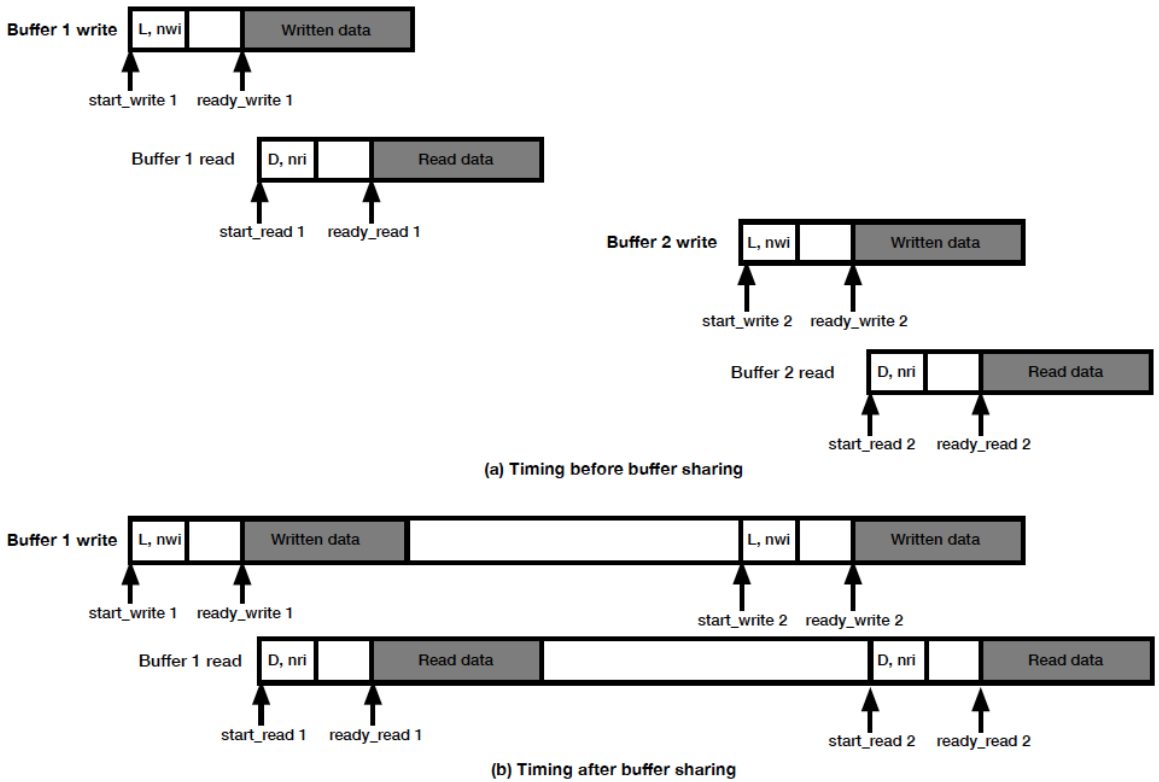 Buffer 1 write L, nwi Written data
start_write 1 ready_write 1
Buffer 1 read D, nri Read data
start_read 1 ready_read 1
Buffer 2 write L, nwi Written data
start_write 2 ready_write 2
Buffer 2 read D, nri Read data
start_read 2 ready_read 2
(a) Timing before buffer sharing
Buffer 1 write L, nwi Written data L, nwi Written data
start_write 1 ready_write 1 start_write 2 ready_write 2
Buffer 1 read D, nri Read data D, nri Read data
start_read 1 ready_read 1 start_read 2 ready_read 2
(b) Timing after buffer sharing